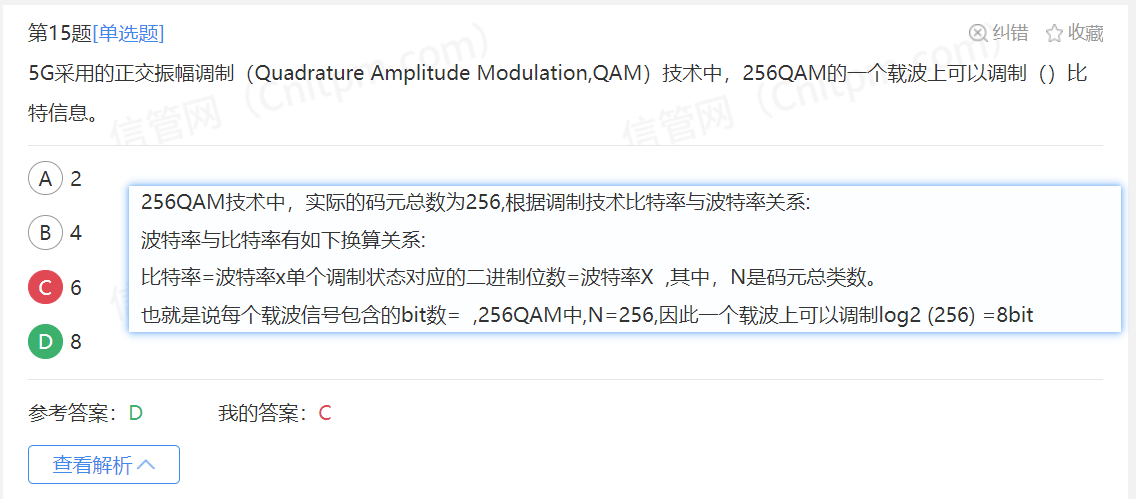 第15题[单选题] 纠错 收藏
5G采用的正交振幅调制（Quadrature Amplitude Modulation,QAM）技术中，256QAM的一个载波上可以调制（）比
特信息。
A 2
256QAM技术中，实际的码元总数为256,根据调制技术比特率与波特率关系:
B 4
波特率与比特率有如下换算关系:
C 6
比特率=波特率x单个调制状态对应的二进制位数=波特率X ,其中，N是码元总类数。
也就是说每个载波信号包含的bit数= ,256QAM中,N=256,因此一个载波上可以调制log2 (256) =8bit
D 8
参考答案：D 我的答案：C
查看解析
信管网（Cnitpm.com）
信管网（Cnitpm.com）